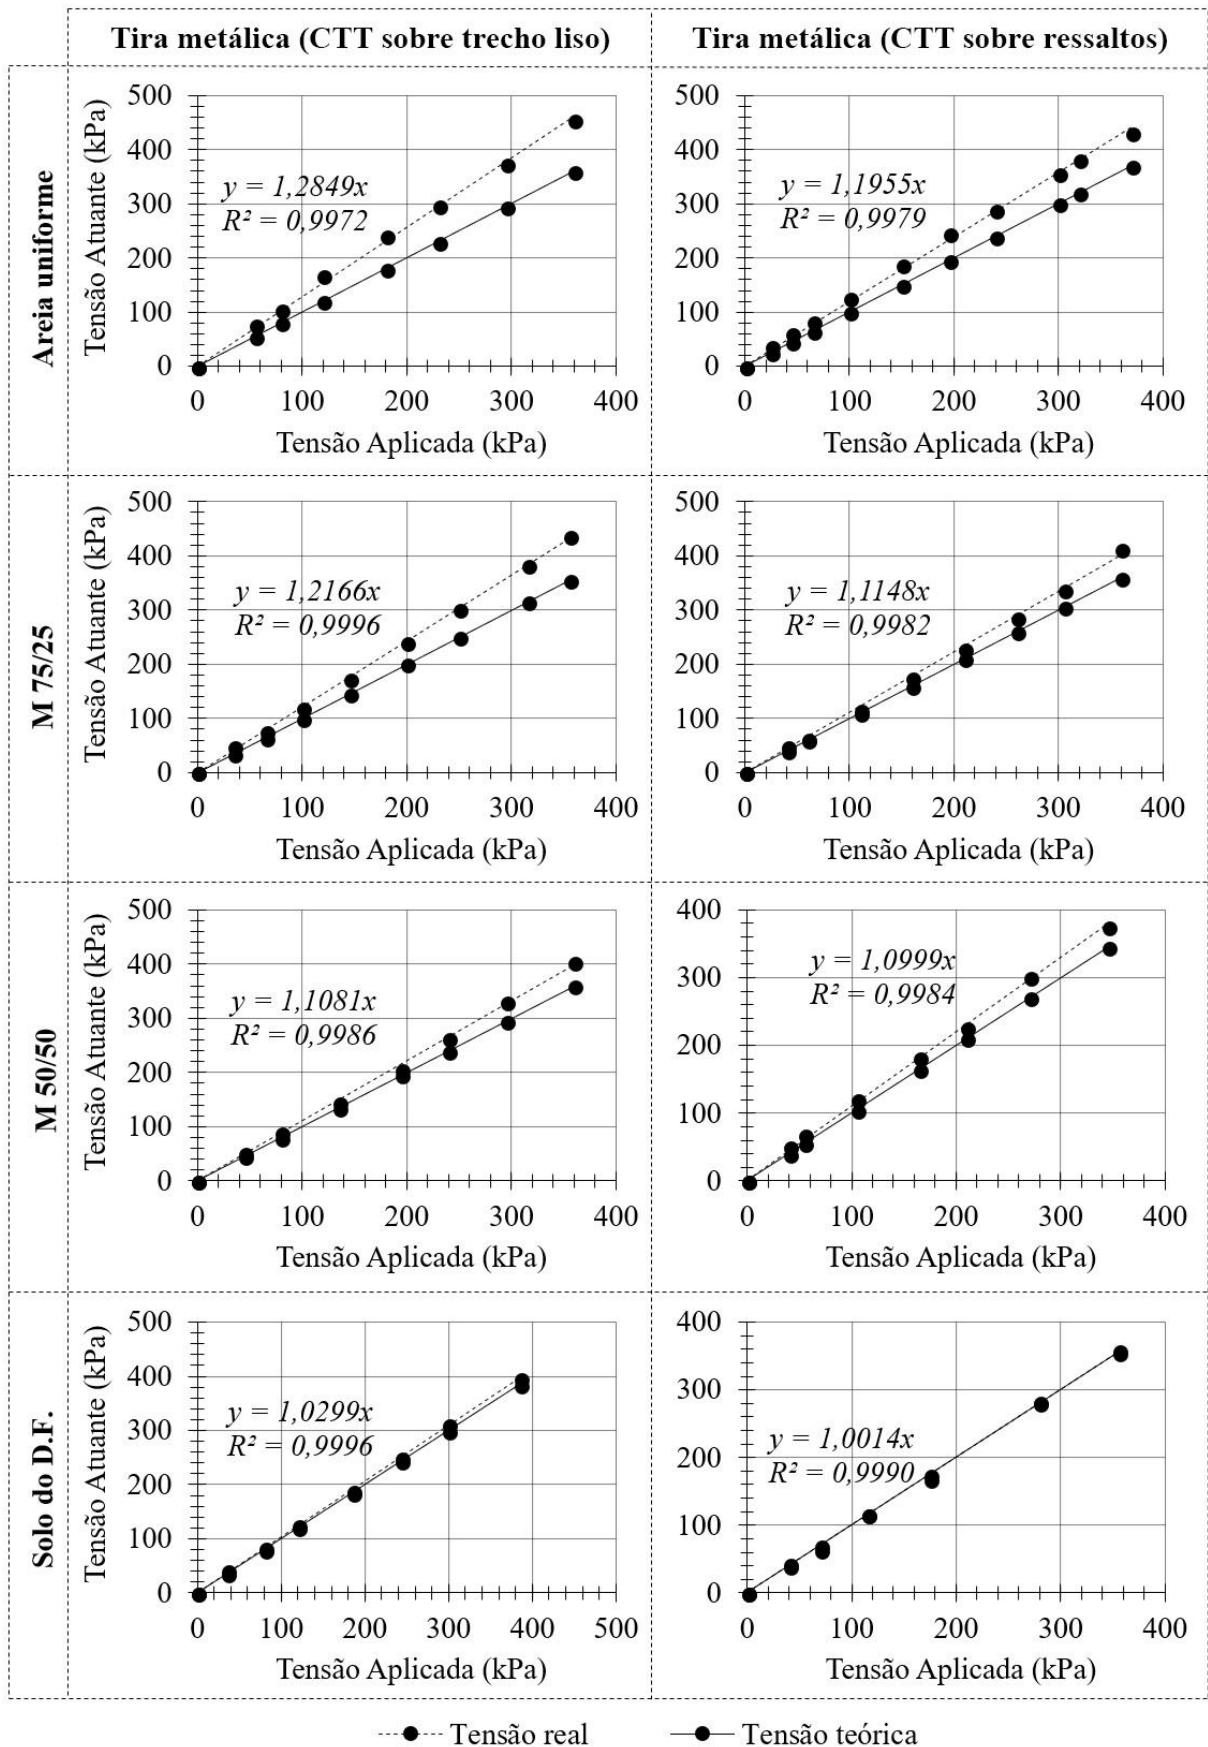 Tira metálica (CTT sobre trecho liso)
Tira metálica (CTT sobre ressaltos)
Areia uniforme
Tensão Atuante (kPa)
500
400
300
200
100
0
y = 1,2849x
R² = 0,9972
0 100 200 300 400
Tensão Aplicada (kPa)
500
400
300
200
100
0
y = 1,1955x
R² = 0,9979
0 100 200 300 400
Tensão Aplicada (kPa)
M 75/25
Tensão Atuante (kPa)
500
400
300
200
100
0
y = 1,2166x
R² = 0,9996
0 100 200 300 400
Tensão Aplicada (kPa)
500
400
300
200
100
0
y = 1,1148x
R² = 0,9982
0 100 200 300 400
Tensão Aplicada (kPa)
M 50/50
Tensão Atuante (kPa)
500
400
300
200
100
0
y = 1,1081x
R² = 0,9986
0 100 200 300 400
Tensão Aplicada (kPa)
400
300
200
100
0
y = 1,0999x
R² = 0,9984
0 100 200 300 400
Tensão Aplicada (kPa)
Solo do D.F.
Tensão Atuante (kPa)
500
400
300
200
100
0
y = 1,0299x
R² = 0,9996
0 100 200 300 400 500
Tensão Aplicada (kPa)
400
300
200
100
0
y = 1,0014x
R² = 0,9990
0 100 200 300 400
Tensão Aplicada (kPa)
Tensão real
Tensão teórica